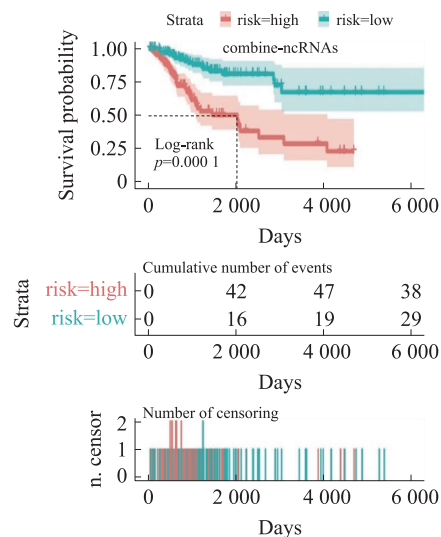 Strata risk=high risk=low
combine-ncRNAs
Survival probability
1.00
0.75
0.50
0.25
0
Log-rank
p=0.000 1
0 2 000 4 000 6 000
Days
Cumulative number of events
Strata
risk=high 0 42 47 38
risk=low 0 16 19 29
0 2 000 4 000 6 000
Days
Number of censoring
n. censor
2
1
0
0 2 000 4 000 6 000
Days